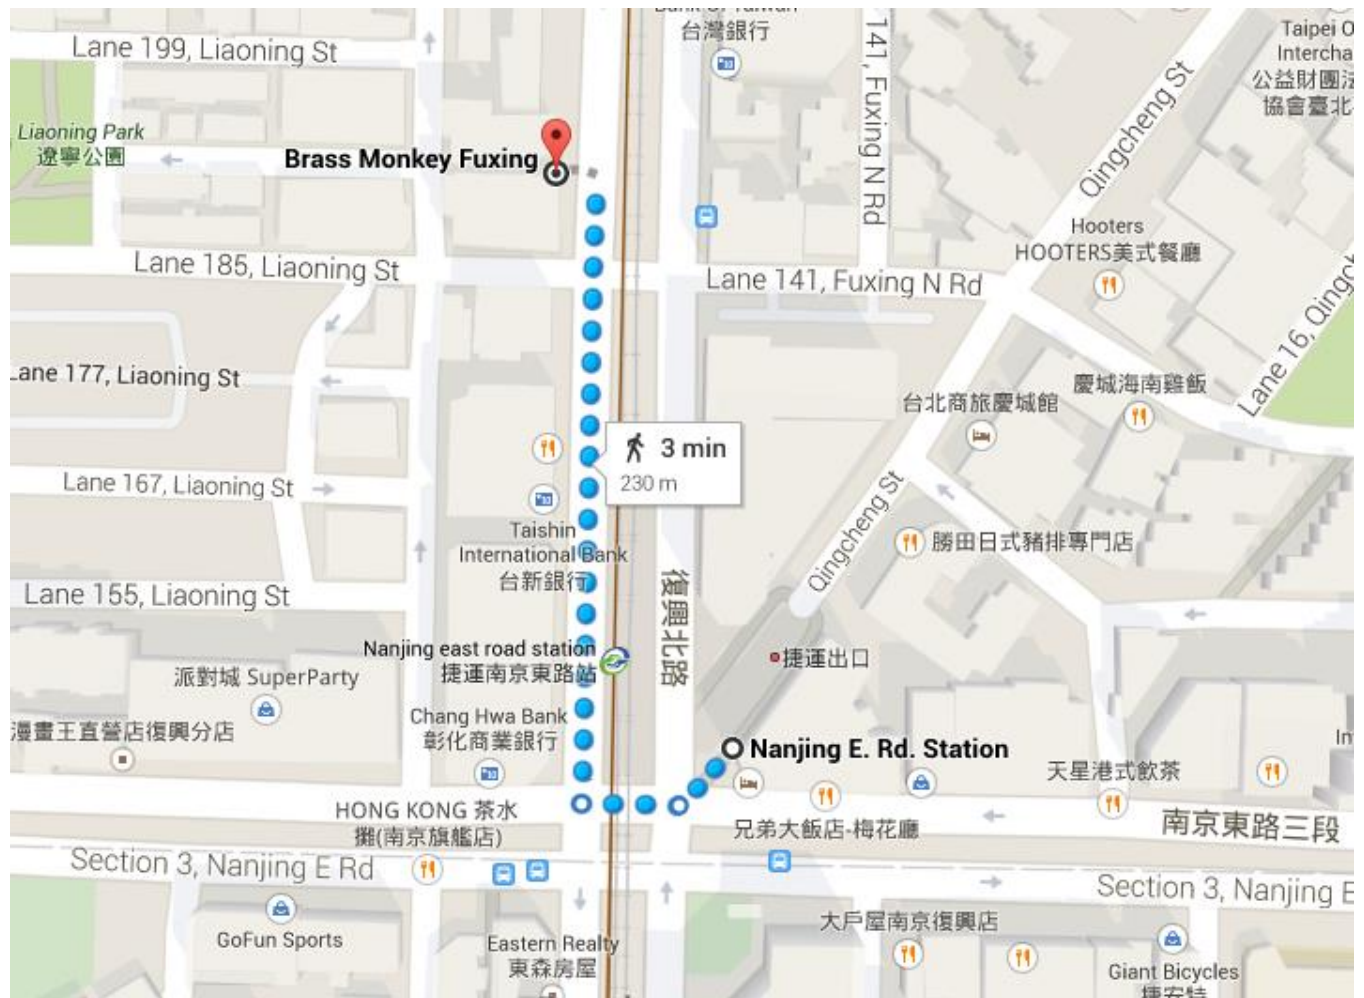 台灣銀行
Lane 199, Liaoning St
Taipei O
Intercha
公益財團法
協會臺北
141, Fuxing N Rd
Qingcheng St
Liaoning Park
遼寧公園
Brass Monkey Fuxing
Hooters
HOOTERS美式餐廳
Lane 185, Liaoning St
Lane 141, Fuxing N Rd
Lane 16, Qingch
Lane 177, Liaoning St
慶城海南雞飯
台北商旅慶城館
3 min
230 m
Lane 167, Liaoning St
Qingcheng St
Taishin
International Bank
台新銀行
勝田日式豬排專門店
Lane 155, Liaoning St
復興北路
Nanjing east road station
捷運南京東路站
捷運出口
派對城 SuperParty
Chang Hwa Bank
彰化商業銀行
漫畫王直營店復興分店
Nanjing E. Rd. Station
天星港式飲茶
In
HONG KONG 茶水
攤(南京旗艦店)
兄弟大飯店-梅花廳
南京東路三段
Section 3, Nanjing E Rd
Section 3, Nanjing E
GoFun Sports
Eastern Realty
東森房屋
大戶屋南京復興店
Giant Bicycles
捷安特